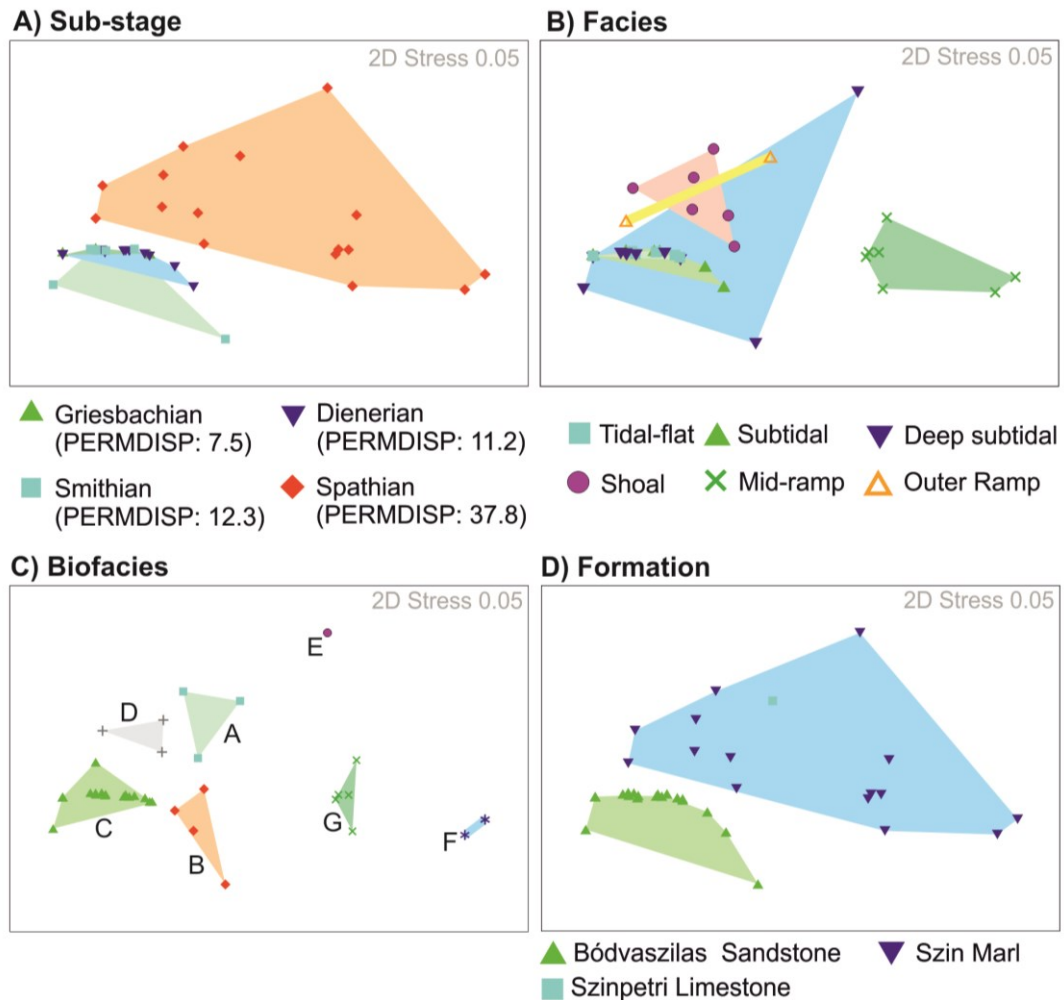 A) Sub-stage
2D Stress 0.05
Griesbachian
(PERMDISP: 7.5)
Dienerian
(PERMDISP: 11.2)
Smithian
(PERMDISP: 12.3)
Spathian
(PERMDISP: 37.8)
B) Facies
2D Stress 0.05
Tidal-flat
Subtidal
Deep subtidal
Shoal
Mid-ramp
Outer Ramp
C) Biofacies
2D Stress 0.05
E
D
A
C
B
G
F
D) Formation
2D Stress 0.05
Bódvaszilas Sandstone
Szin Marl
Szinpetri Limestone